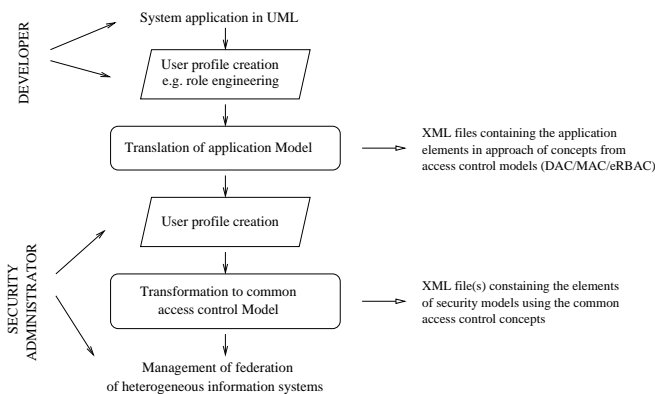 System application in UML
DEVELOPER
User profile creation
e.g. role engineering
Translation of application Model
XML files containing the application
elements in approach of concepts from
access control models (DAC/MAC/eRBAC)
User profile creation
SECURITY
ADMINISTRATOR
Transformation to common
access control Model
XML file(s) constaining the elements
of security models using the common
access control concepts
Management of federation
of heterogeneous information systems